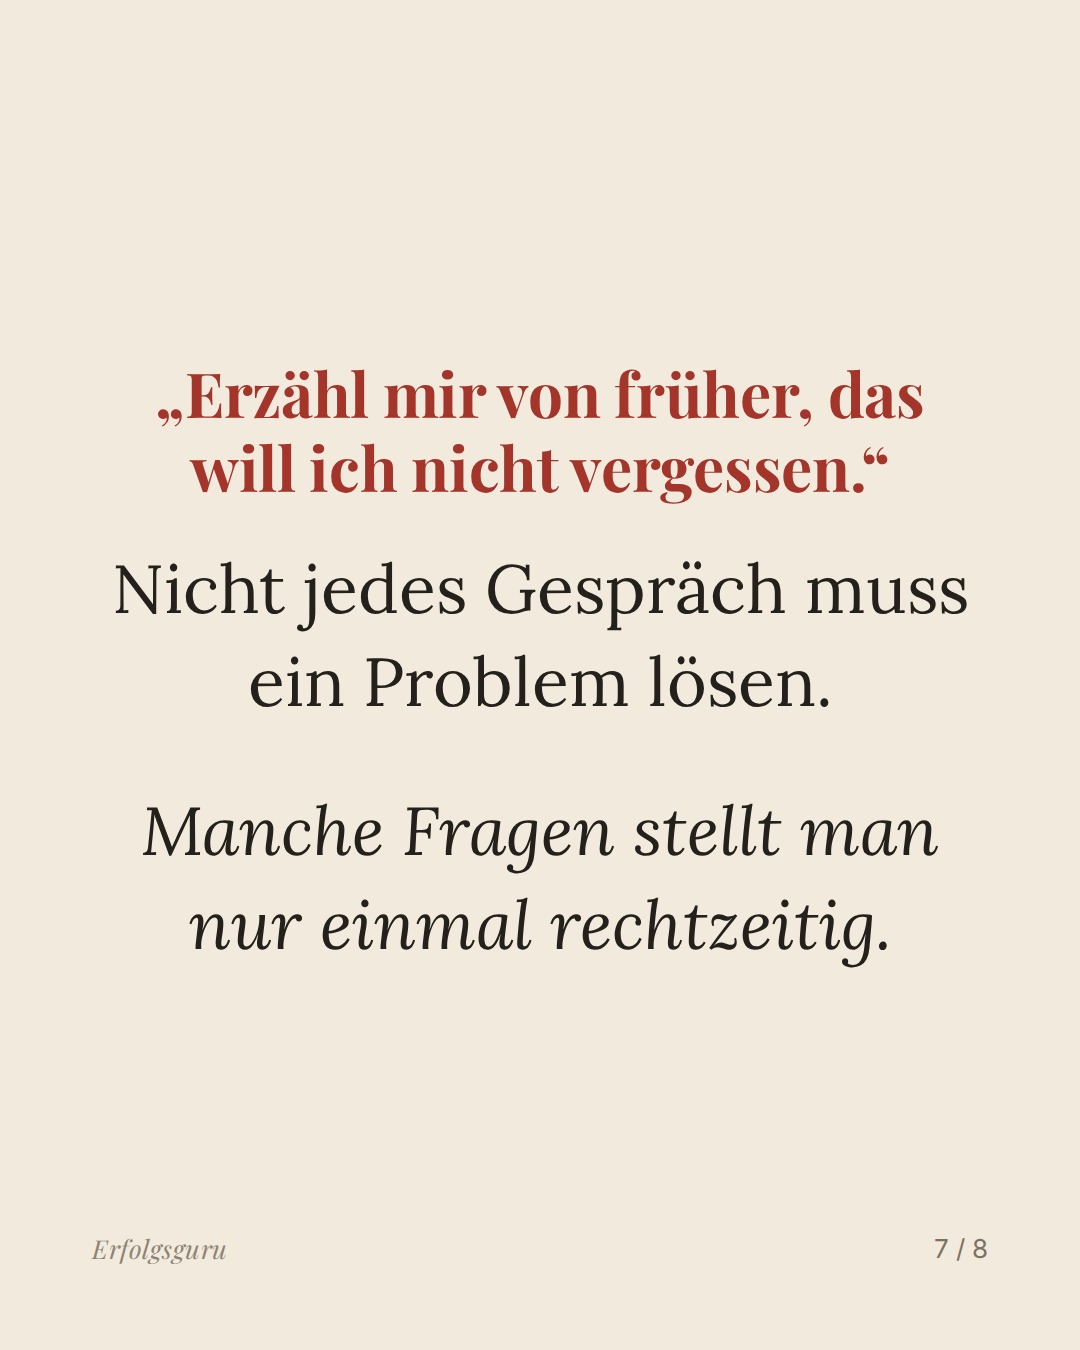 „Erzähl mir von früher, das
will ich nicht vergessen.“
Nicht jedes Gespräch muss
ein Problem lösen.
Manche Fragen stellt man
nur einmal rechtzeitig.
Erfolgsguru
7 / 8